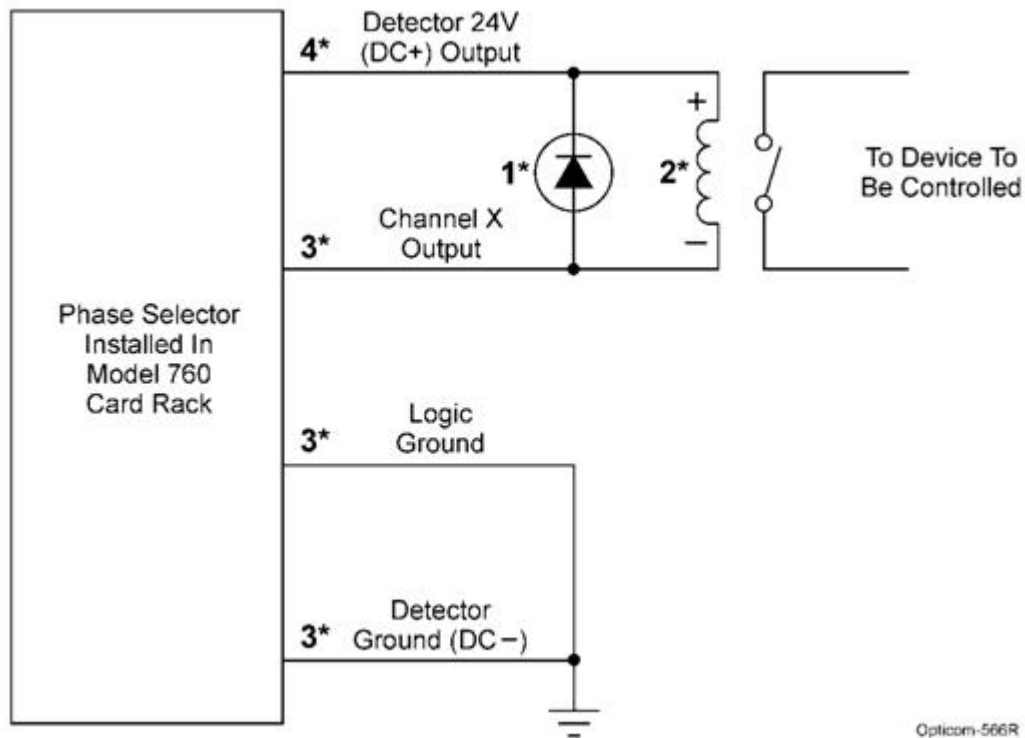 Detector 24V
4* (DC+) Output
+
1*
2*
To Device To
Be Controlled
Channel X
3* Output
−
Phase Selector
Installed In
Model 760
Card Rack
Logic
3* Ground
Detector
3* Ground (DC−)
Opticom-566R